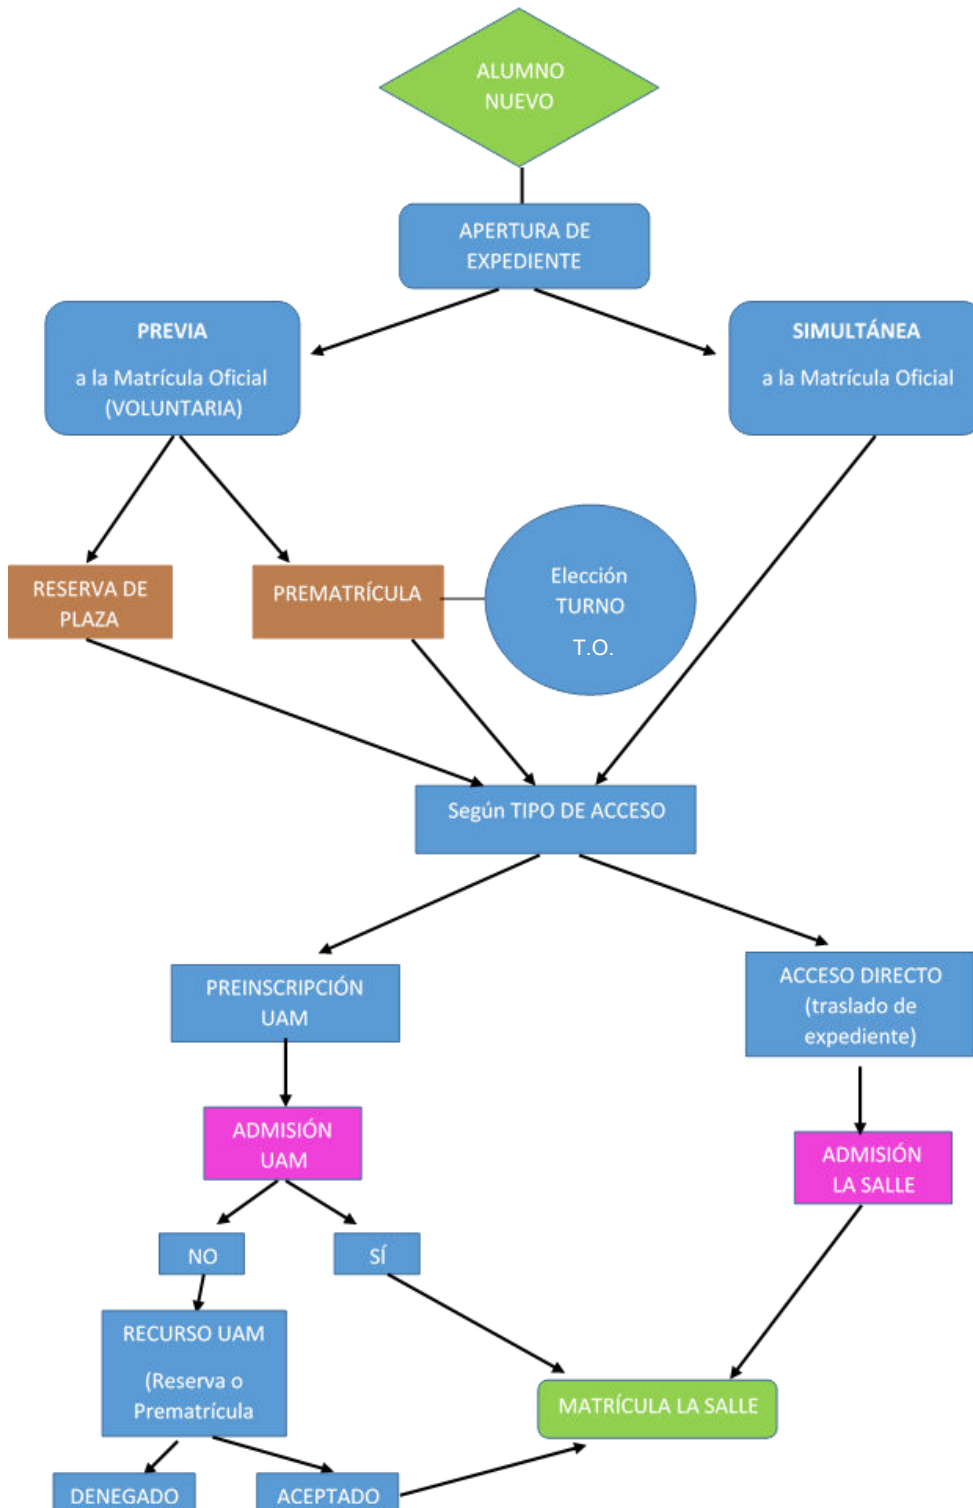 ALUMNO
NUEVO
APERTURA DE
EXPEDIENTE
PREVIA
a la Matrícula Oficial
(VOLUNTARIA)
SIMULTÁNEA
a la Matrícula Oficial
RESERVA DE
PLAZA
PREMATRÍCULA
Elección
TURNO
T.O.
Según TIPO DE ACCESO
PREINSCRIPCIÓN
UAM
ACCESO DIRECTO
(traslado de
expediente)
ADMISIÓN
UAM
ADMISIÓN
LA SALLE
NO
SÍ
RECURSO UAM
(Reserva o
Prematrícula
MATRÍCULA LA SALLE
DENEGADO
ACEPTADO